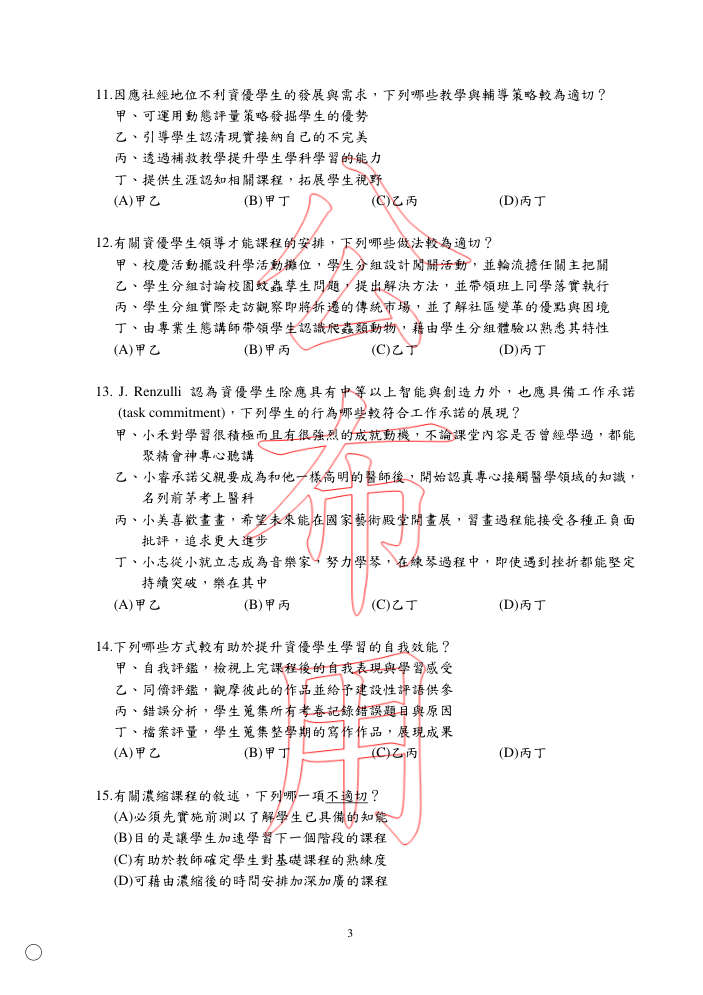 11.因應社經地位不利資優學生的發展與需求，下列哪些教學與輔導策略較為適切？
甲、可運用動態評量策略發掘學生的優勢
乙、引導學生認清現實接納自己的不完美
丙、透過補救教學提升學生學科學習的能力
丁、提供生涯認知相關課程，拓展學生視野
(A)甲乙 (B)甲丁 (C)乙丙 (D)丙丁
12.有關資優學生領導才能課程的安排，下列哪些做法較為適切？
甲、校慶活動擺設科學活動攤位，學生分組設計闖關活動，並輪流擔任關主把關
乙、學生分組討論校園蚊蟲孳生問題，提出解決方法，並帶領班上同學落實執行
丙、學生分組實際走訪觀察即將拆遷的傳統市場，並了解社區變革的優點與困境
丁、由專業生態講師帶領學生認識爬蟲類動物，藉由學生分組體驗以熟悉其特性
(A)甲乙 (B)甲丙 (C)乙丁 (D)丙丁
13. J. Renzulli 認為資優學生除應具有中等以上智能與創造力外，也應具備工作承諾
(task commitment)，下列學生的行為哪些較符合工作承諾的展現？
甲、小禾對學習很積極而且有很強烈的成就動機，不論課堂內容是否曾經學過，都能
聚精會神專心聽講
乙、小睿承諾父親要成為和他一樣高明的醫師後，開始認真專心接觸醫學領域的知識，
名列前茅考上醫科
丙、小美喜歡畫畫，希望未來能在國家藝術殿堂開畫展，習畫過程能接受各種正負面
批評，追求更大進步
丁、小志從小就立志成為音樂家，努力學琴，在練琴過程中，即使遇到挫折都能堅定
持續突破，樂在其中
(A)甲乙 (B)甲丙 (C)乙丁 (D)丙丁
14.下列哪些方式較有助於提升資優學生學習的自我效能？
甲、自我評鑑，檢視上完課程後的自我表現與學習感受
乙、同儕評鑑，觀摩彼此的作品並給予建設性評語供參
丙、錯誤分析，學生蒐集所有考卷記錄錯誤題目與原因
丁、檔案評量，學生蒐集整學期的寫作作品，展現成果
(A)甲乙 (B)甲丁 (C)乙丙 (D)丙丁
15.有關濃縮課程的敘述，下列哪一項不適切？
(A)必須先實施前測以了解學生已具備的知能
(B)目的是讓學生加速學習下一個階段的課程
(C)有助於教師確定學生對基礎課程的熟練度
(D)可藉由濃縮後的時間安排加深加廣的課程
3
公布用